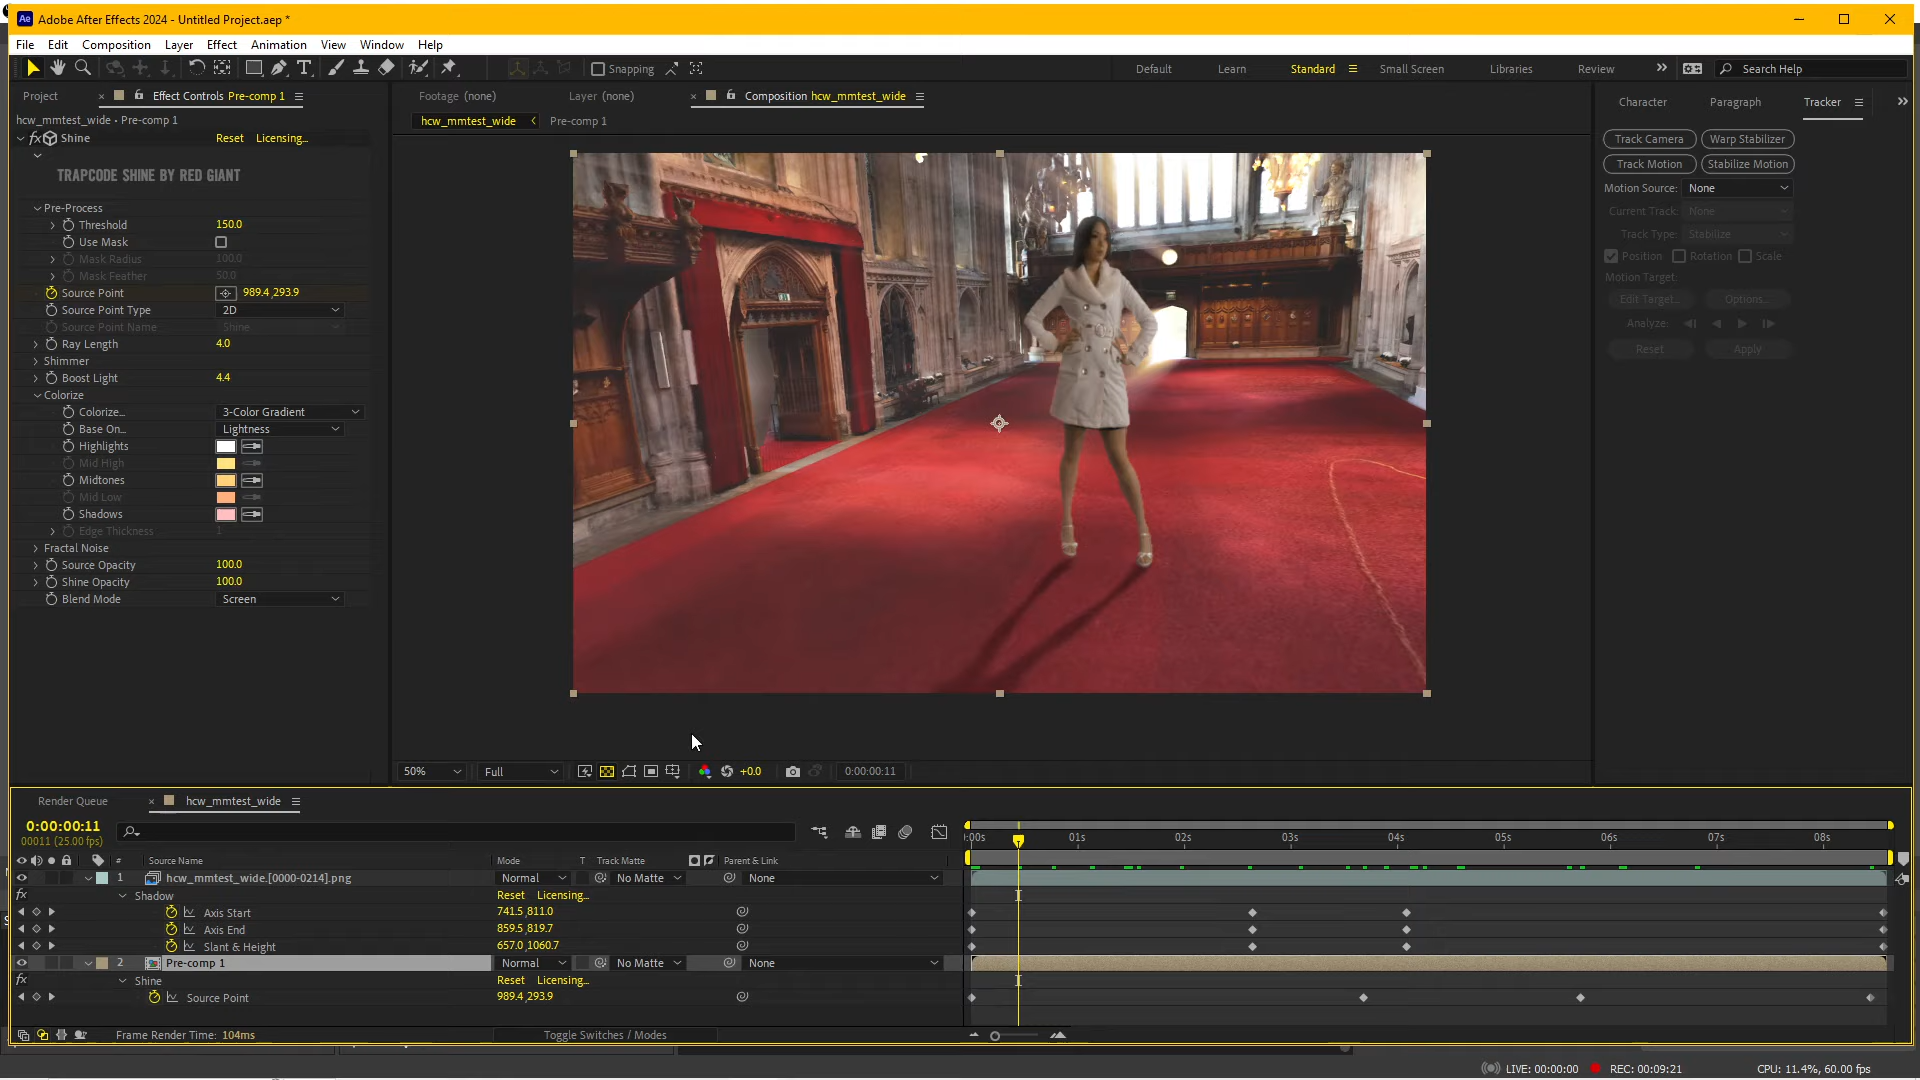 Adobe After Effects 2024 - Untitled Project.aep *
File Edit Composition Layer Effect Animation View Window Help
Snapping
Default Learn Standard Small Screen Libraries Review Search Help
Project Effect Controls Pre-comp 1
Footage (none) Layer (none) Composition hcw_mmtest_wide
Character Paragraph Tracker
hcw_mmtest_wide • Pre-comp 1
hcw_mmtest_wide Pre-comp 1
fx Shine Reset Licensing...
TRAPCODE SHINE BY RED GIANT
Pre-Process
Threshold 150.0
Use Mask
Mask Radius 100.0
Mask Feather 50.0
Source Point 989.4,293.9
Source Point Type 2D
Source Point Name Shine
Ray Length 4.0
Shimmer
Boost Light 4.4
Colorize
Colorize... 3-Color Gradient
Base On... Lightness
Highlights
Mid High
Midtones
Mid Low
Shadows
Edge Thickness 1
Fractal Noise
Source Opacity 100.0
Shine Opacity 100.0
Blend Mode Screen
Track Camera Warp Stabilizer
Track Motion Stabilize Motion
Motion Source: None
Current Track: None
Track Type: Stabilize
Position Rotation Scale
Motion Target:
Edit Target... Options...
Analyze:
Reset Apply
50% Full +0.0 0:00:00:11
Render Queue hcw_mmtest_wide
0:00:00:11
00011 (25.00 fps)
:00s 01s 02s 03s 04s 05s 06s 07s 08s
# Source Name Mode T Track Matte Parent & Link
1 hcw_mmtest_wide.[0000-0214].png Normal No Matte None
fx Shadow Reset Licensing...
Axis Start 741.5,811.0
Axis End 859.5,819.7
Slant & Height 657.0,1060.7
2 Pre-comp 1 Normal No Matte None
fx Shine Reset Licensing...
Source Point 989.4,293.9
Frame Render Time: 104ms Toggle Switches / Modes
LIVE: 00:00:00 REC: 00:09:21 CPU: 11.4%, 60.00 fps